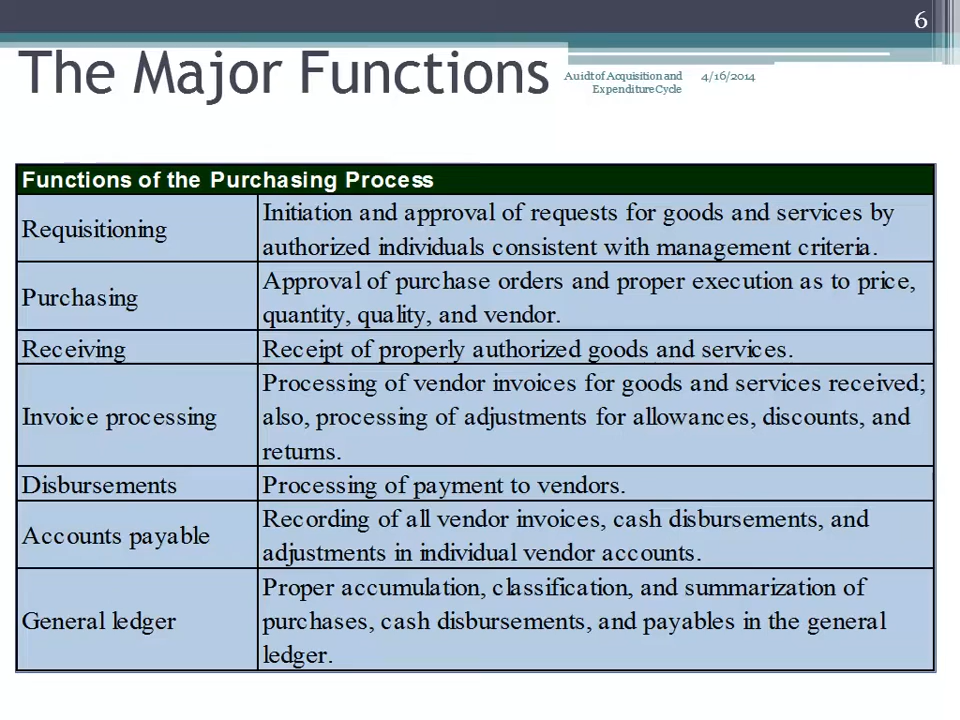 6
The Major Functions
Auidt of Acquisition and
Expenditure Cycle
4/16/2014
Functions of the Purchasing Process
Requisitioning
Initiation and approval of requests for goods and services by
authorized individuals consistent with management criteria.
Purchasing
Approval of purchase orders and proper execution as to price,
quantity, quality, and vendor.
Receiving
Receipt of properly authorized goods and services.
Invoice processing
Processing of vendor invoices for goods and services received;
also, processing of adjustments for allowances, discounts, and
returns.
Disbursements
Processing of payment to vendors.
Accounts payable
Recording of all vendor invoices, cash disbursements, and
adjustments in individual vendor accounts.
General ledger
Proper accumulation, classification, and summarization of
purchases, cash disbursements, and payables in the general
ledger.